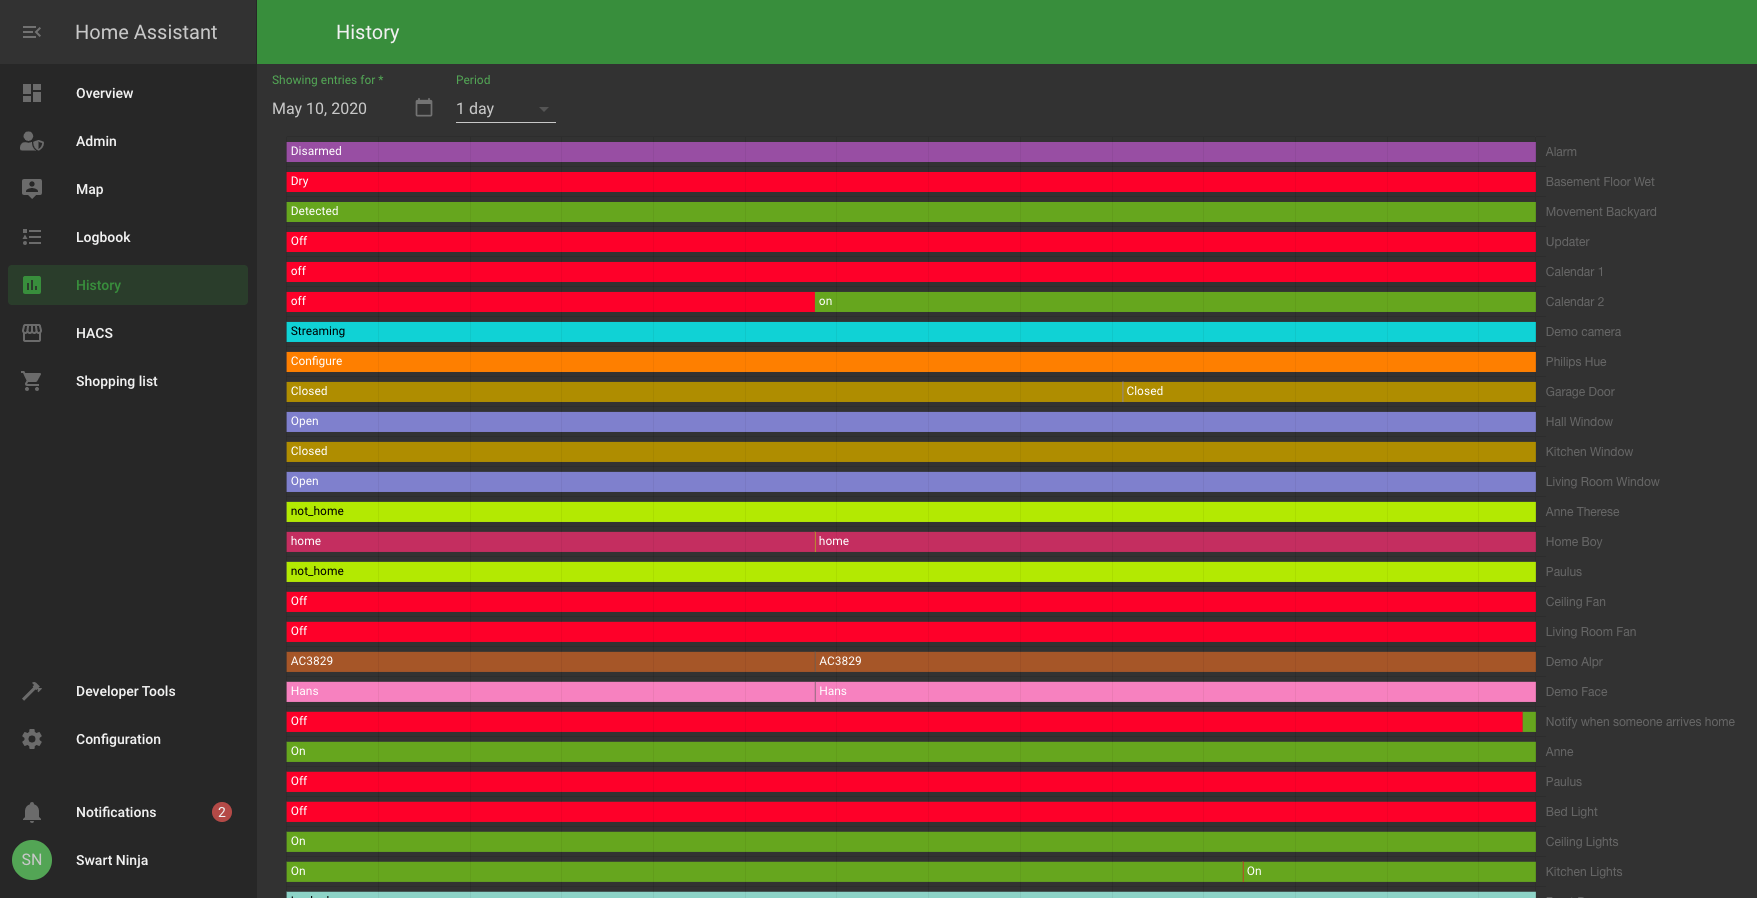 Home Assistant
History
Overview
Admin
Map
Logbook
History
HACS
Shopping list
Developer Tools
Configuration
Notifications
2
SN
Swart Ninja
Showing entries for *
Period
May 10, 2020
1 day
Disarmed Alarm
Dry Basement Floor Wet
Detected Movement Backyard
Off Updater
off Calendar 1
off on Calendar 2
Streaming Demo camera
Configure Philips Hue
Closed Closed Garage Door
Open Hall Window
Closed Kitchen Window
Open Living Room Window
not_home Anne Therese
home home Home Boy
not_home Paulus
Off Ceiling Fan
Off Living Room Fan
AC3829 AC3829 Demo Alpr
Hans Hans Demo Face
Off Notify when someone arrives home
On Anne
Off Paulus
Off Bed Light
On Ceiling Lights
On On Kitchen Lights